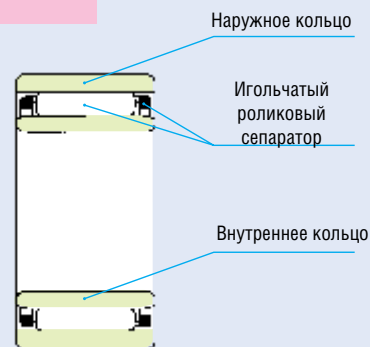 Наружное кольцо
Игольчатый
роликовый
сепаратор
Внутреннее кольцо